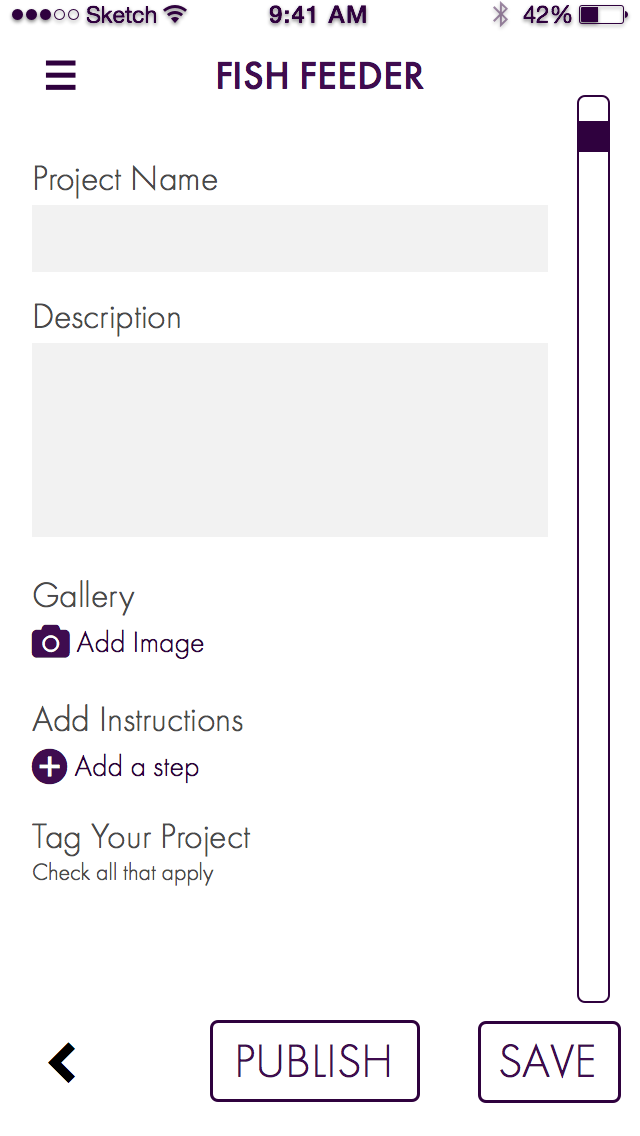 Sketch 9:41 AM 42%
FISH FEEDER
Project Name
Description
Gallery
Add Image
Add Instructions
Add a step
Tag Your Project
Check all that apply
PUBLISH SAVE